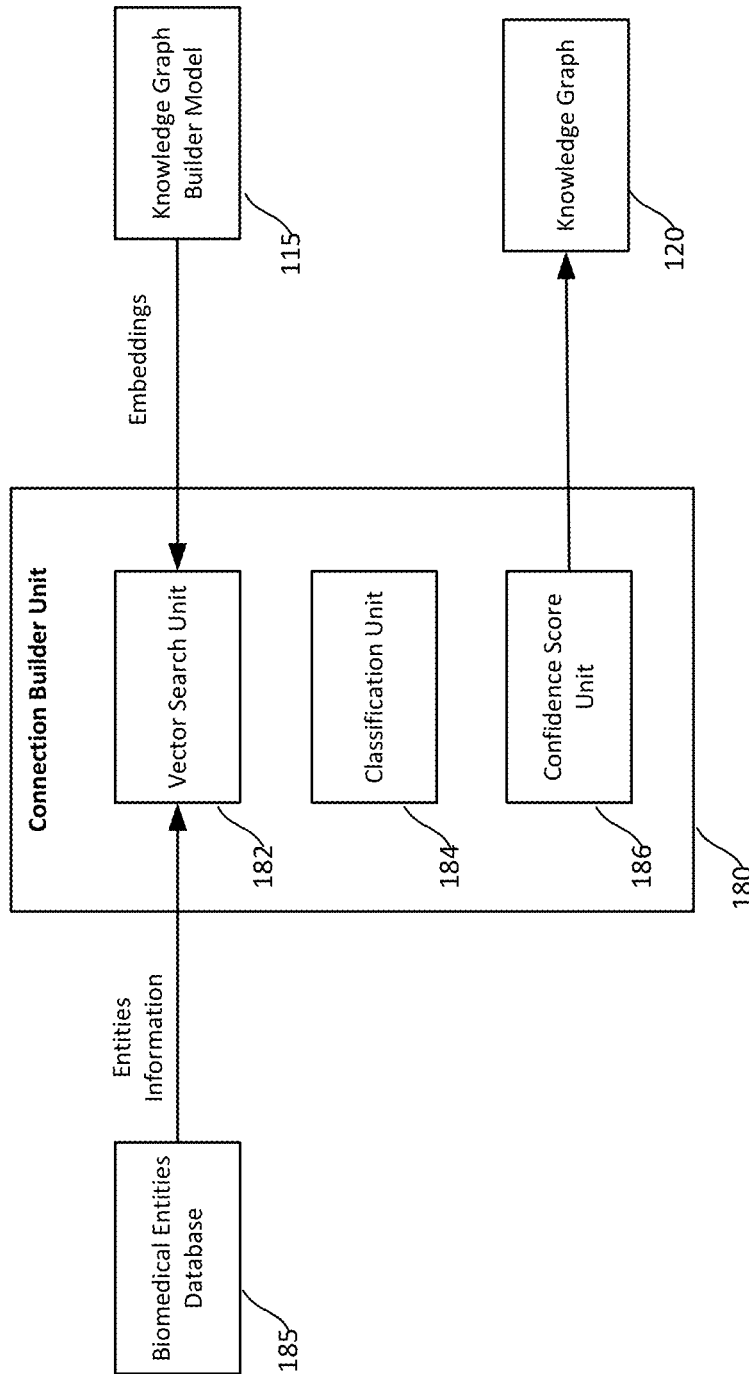 Connection Builder Unit
Biomedical Entities
Database
185
Entities
Information
Vector Search Unit
182
Embeddings
Knowledge Graph
Builder Model
115
Classification Unit
184
Confidence Score
Unit
186
Knowledge Graph
120
180